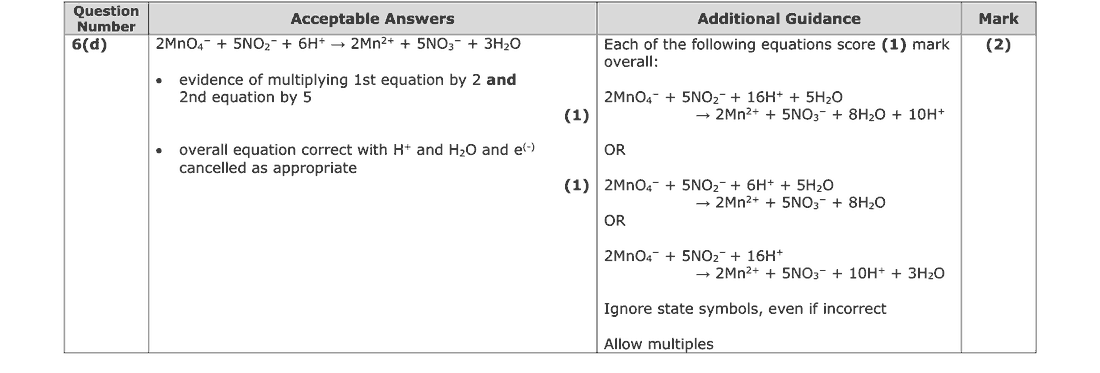 Question Number
Acceptable Answers
Additional Guidance
Mark
6(d)
2MnO₄⁻ + 5NO₂⁻ + 6H⁺ → 2Mn²⁺ + 5NO₃⁻ + 3H₂O
• evidence of multiplying 1st equation by 2 and
2nd equation by 5
(1)
• overall equation correct with H⁺ and H₂O and e⁽⁻⁾
cancelled as appropriate
(1)
Each of the following equations score (1) mark
overall:
2MnO₄⁻ + 5NO₂⁻ + 16H⁺ + 5H₂O
→ 2Mn²⁺ + 5NO₃⁻ + 8H₂O + 10H⁺
OR
2MnO₄⁻ + 5NO₂⁻ + 6H⁺ + 5H₂O
→ 2Mn²⁺ + 5NO₃⁻ + 8H₂O
OR
2MnO₄⁻ + 5NO₂⁻ + 16H⁺
→ 2Mn²⁺ + 5NO₃⁻ + 10H⁺ + 3H₂O
Ignore state symbols, even if incorrect
Allow multiples
(2)